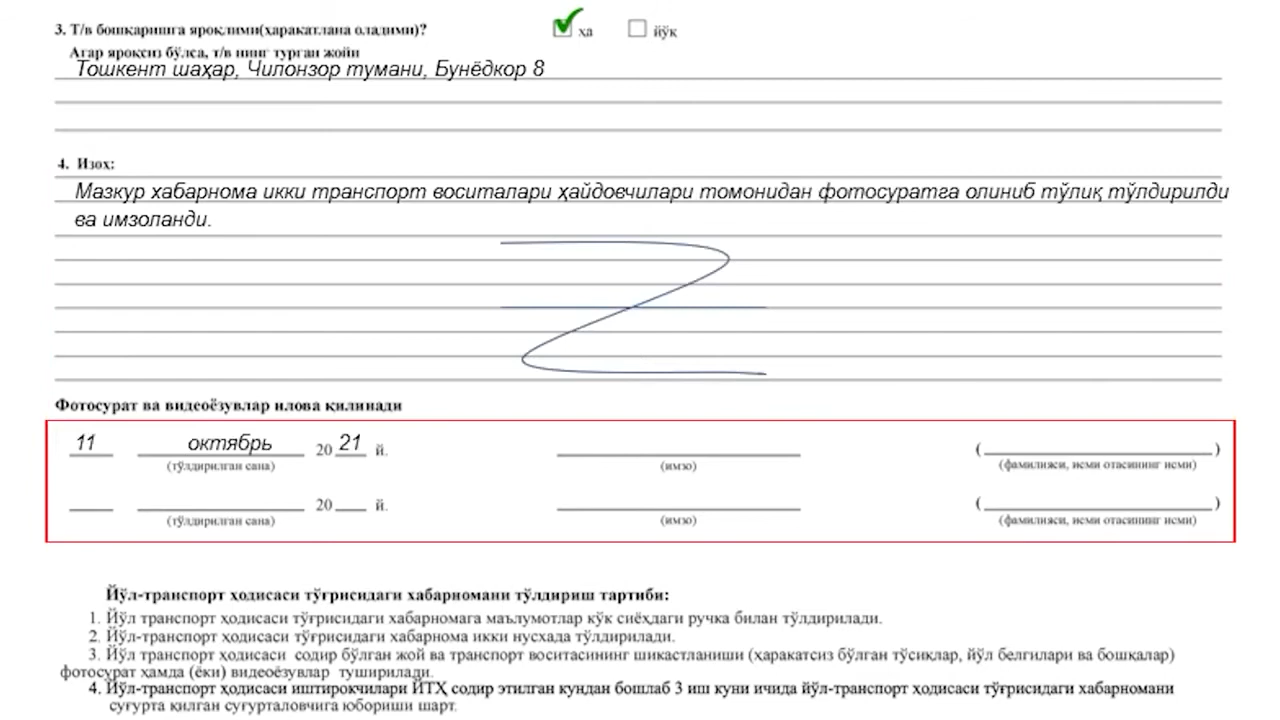 3. Т/в бошқаришга яроқлими(ҳаракатлана оладими)? ҳа йўқ
Агар яроқсиз бўлса, т/в нинг турган жойи
Тошкент шаҳар, Чилонзор тумани, Бунёдкор 8
4. Изоҳ:
Мазкур хабарнома икки транспорт воситалари ҳайдовчилари томонидан фотосуратга олиниб тўлиқ тўлдирилди
ва имзоланди.
Фотосурат ва видеоёзувлар илова қилинади
11 октябрь 20 21 й. ( )
(тўлдирилган сана) (имзо) (фамилияси, исми отасининг исми)
20 й. ( )
(тўлдирилган сана) (имзо) (фамилияси, исми отасининг исми)
Йўл-транспорт ҳодисаси тўғрисидаги хабарномани тўлдириш тартиби:
1. Йўл транспорт ҳодисаси тўғрисидаги хабарномага маълумотлар кўк сиёҳдаги ручка билан тўлдирилади.
2. Йўл-транспорт ҳодисаси тўғрисидаги хабарнома икки нусхада тўлдирилади.
3. Йўл транспорт ҳодисаси содир бўлган жой ва транспорт воситасининг шикастланиши (ҳаракатсиз бўлган тўсиқлар, йўл белгилари ва бошқалар)
фотосурат ҳамда (ёки) видеоёзувлар туширилади.
4. Йўл-транспорт ҳодисаси иштирокчилари ЙТҲ содир этилган кундан бошлаб 3 иш куни ичида йўл-транспорт ҳодисаси тўғрисидаги хабарномани
суғурта қилган суғурталовчига юбориши шарт.